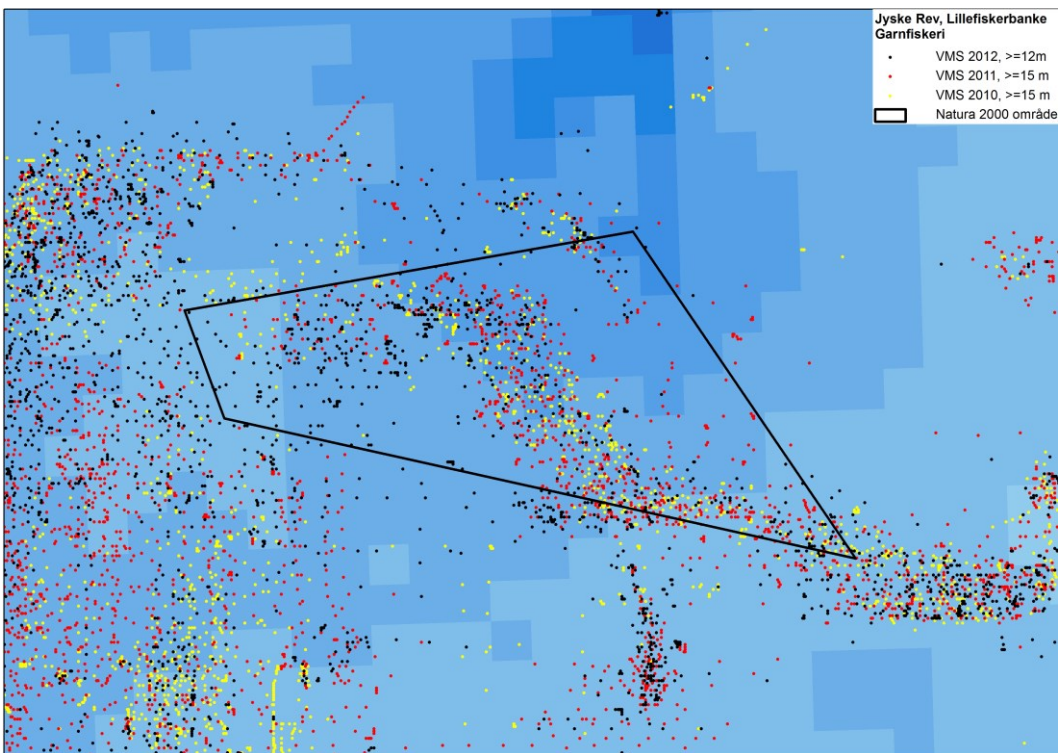 Jyske Rev, Lillefiskerbanke
Garnfiskeri
VMS 2012, >=12m
VMS 2011, >=15 m
VMS 2010, >=15 m
Natura 2000 område